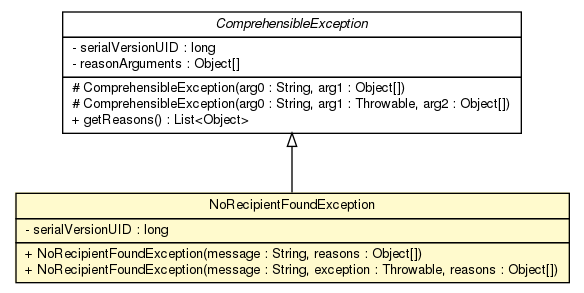 ComprehensibleException
- serialVersionUID : long
- reasonArguments : Object[]
# ComprehensibleException(arg0 : String, arg1 : Object[])
# ComprehensibleException(arg0 : String, arg1 : Throwable, arg2 : Object[])
+ getReasons() : List<Object>
NoRecipientFoundException
- serialVersionUID : long
+ NoRecipientFoundException(message : String, reasons : Object[])
+ NoRecipientFoundException(message : String, exception : Throwable, reasons : Object[])